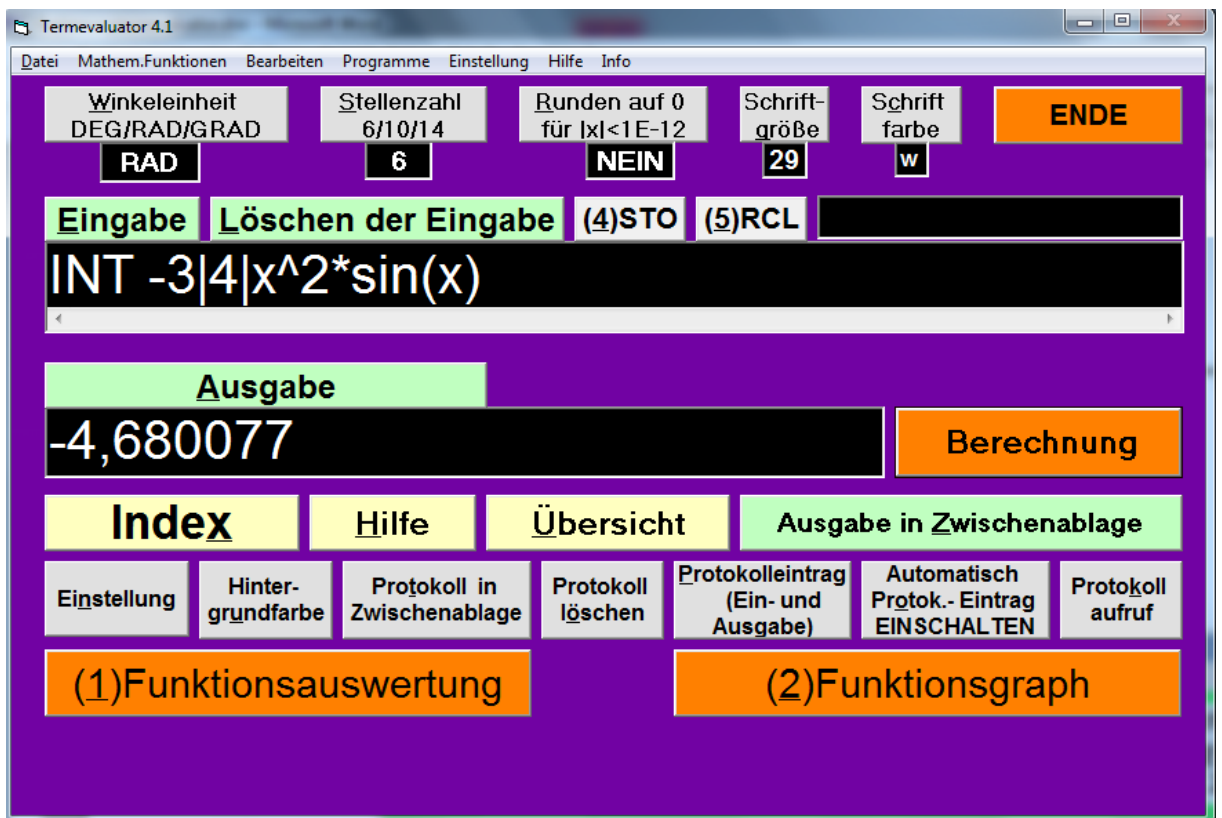 Termevaluator 4.1
Datei Mathem.Funktionen Bearbeiten Programme Einstellung Hilfe Info
Winkeleinheit
DEG/RAD/GRAD
RAD
Stellenzahl
6/10/14
6
Runden auf 0
für |x|<1E-12
NEIN
Schrift-
größe
29
Schrift
farbe
w
ENDE
Eingabe Löschen der Eingabe (4)STO (5)RCL
INT -3|4|x^2*sin(x)
Ausgabe
-4,680077
Berechnung
Index Hilfe Übersicht Ausgabe in Zwischenablage
Einstellung
Hinter-
grundfarbe
Protokoll in
Zwischenablage
Protokoll
löschen
Protokolleintrag
(Ein- und
Ausgabe)
Automatisch
Protok.- Eintrag
EINSCHALTEN
Protokoll
aufruf
(1)Funktionsauswertung (2)Funktionsgraph